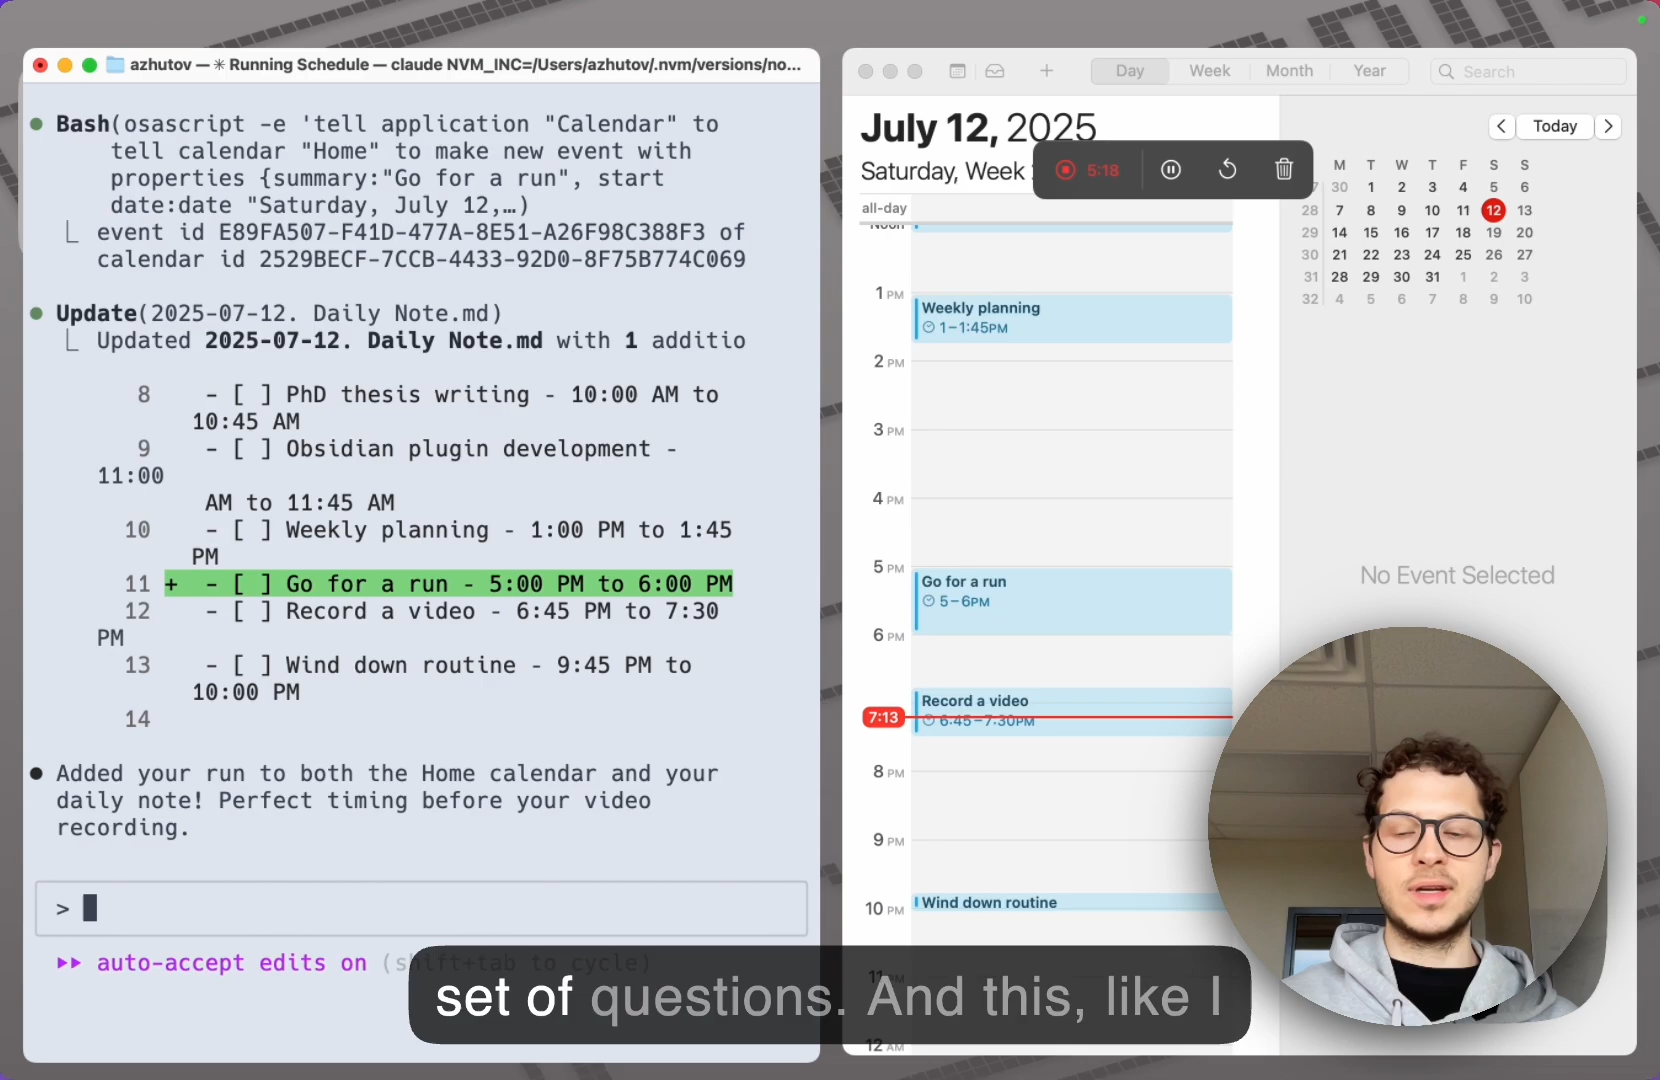 azhutov — ✳ Running Schedule — claude NVM_INC=/Users/azhutov/.nvm/versions/no...
Bash(osascript -e 'tell application "Calendar" to
tell calendar "Home" to make new event with
properties {summary:"Go for a run", start
date:date "Saturday, July 12,…)
event id E89FA507-F41D-477A-8E51-A26F98C388F3 of
calendar id 2529BECF-7CCB-4433-92D0-8F75B774C069
Update(2025-07-12. Daily Note.md)
Updated 2025-07-12. Daily Note.md with 1 additio
8 - [ ] PhD thesis writing - 10:00 AM to
10:45 AM
9 - [ ] Obsidian plugin development -
11:00
AM to 11:45 AM
10 - [ ] Weekly planning - 1:00 PM to 1:45
PM
11 + - [ ] Go for a run - 5:00 PM to 6:00 PM
12 - [ ] Record a video - 6:45 PM to 7:30
PM
13 - [ ] Wind down routine - 9:45 PM to
10:00 PM
14
Added your run to both the Home calendar and your
daily note! Perfect timing before your video
recording.
>
auto-accept edits on (shift+tab to cycle)
Day Week Month Year
Search
July 12, 2025
Saturday, Week
5:18
Today
all-day
Noon
1 PM
Weekly planning
1–1:45PM
2 PM
3 PM
4 PM
5 PM
Go for a run
5–6PM
6 PM
Record a video
7:13
6:45–7:30PM
8 PM
9 PM
10 PM
Wind down routine
11 PM
12 AM
M T W T F S S
30 1 2 3 4 5 6
28 7 8 9 10 11 12 13
29 14 15 16 17 18 19 20
30 21 22 23 24 25 26 27
31 28 29 30 31 1 2 3
32 4 5 6 7 8 9 10
No Event Selected
set of questions. And this, like I